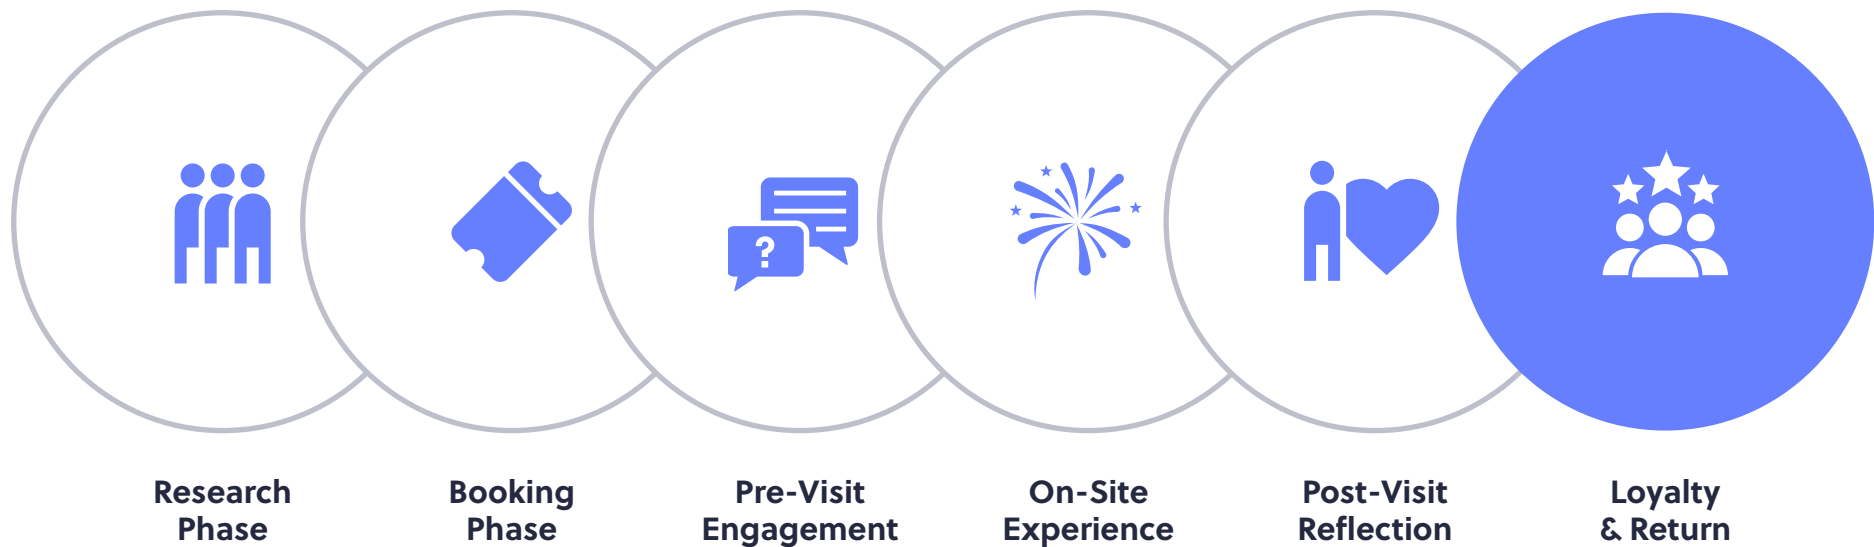 ?
Research
Phase
Booking
Phase
Pre-Visit
Engagement
On-Site
Experience
Post-Visit
Reflection
Loyalty
& Return